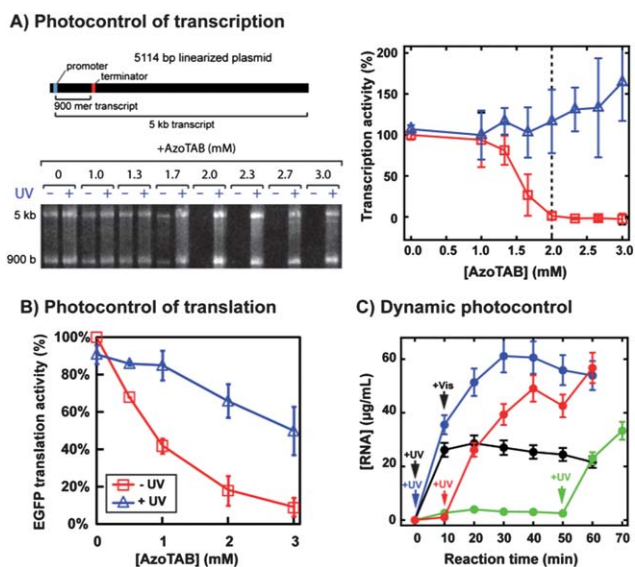 A) Photocontrol of transcription
promoter
5114 bp linearized plasmid
terminator
900 mer transcript
5 kb transcript
+AzoTAB (mM)
0 1.0 1.3 1.7 2.0 2.3 2.7 3.0
UV - + - + - + - + - + - + - + - +
5 kb
900 b
Transcription activity (%)
200
150
100
50
0
0.0 0.5 1.0 1.5 2.0 2.5 3.0
[AzoTAB] (mM)
B) Photocontrol of translation
EGFP translation activity (%)
100%
80%
60%
40%
20%
0%
- UV
+ UV
0 1 2 3
[AzoTAB] (mM)
C) Dynamic photocontrol
[RNA] (µg/mL)
60
40
20
0
+Vis
+UV
+UV +UV
+UV
0 10 20 30 40 50 60 70
Reaction time (min)